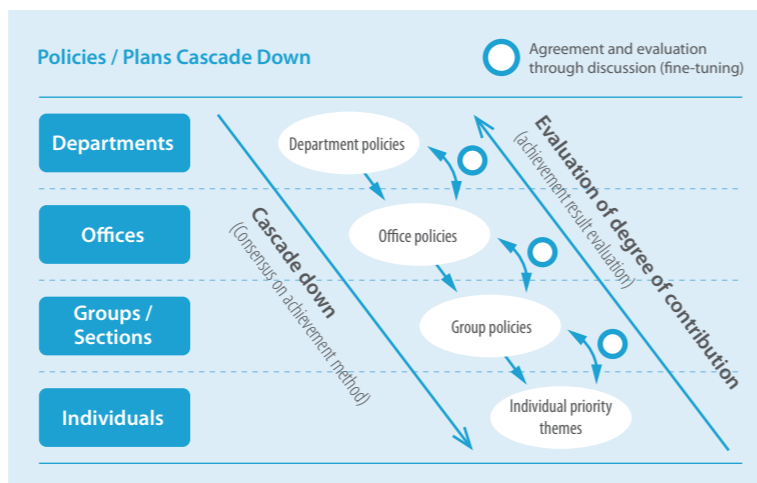 Policies / Plans Cascade Down
Agreement and evaluation
through discussion (fine-tuning)
Departments
Department policies
Offices
Office policies
Groups /
Sections
Group policies
Individuals
Individual priority
themes
Cascade down
(Consensus on achievement method)
Evaluation of degree of contribution
(achievement result evaluation)